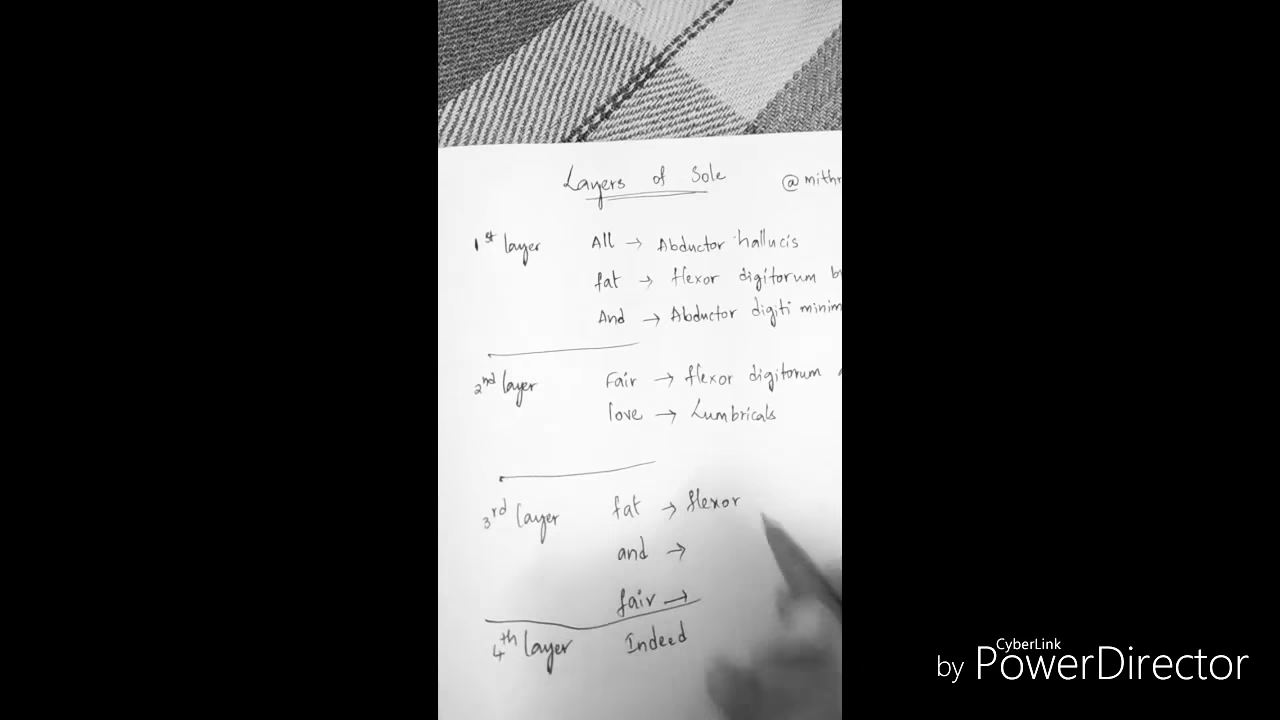 Layers of Sole
@mithr
1st layer All → Abductor hallucis
fat → flexor digitorum b
And → Abductor digiti minim
2nd layer Fair → flexor digitorum
love → Lumbricals
3rd layer fat → flexor
and →
fair →
4th layer Indeed
CyberLink
by PowerDirector